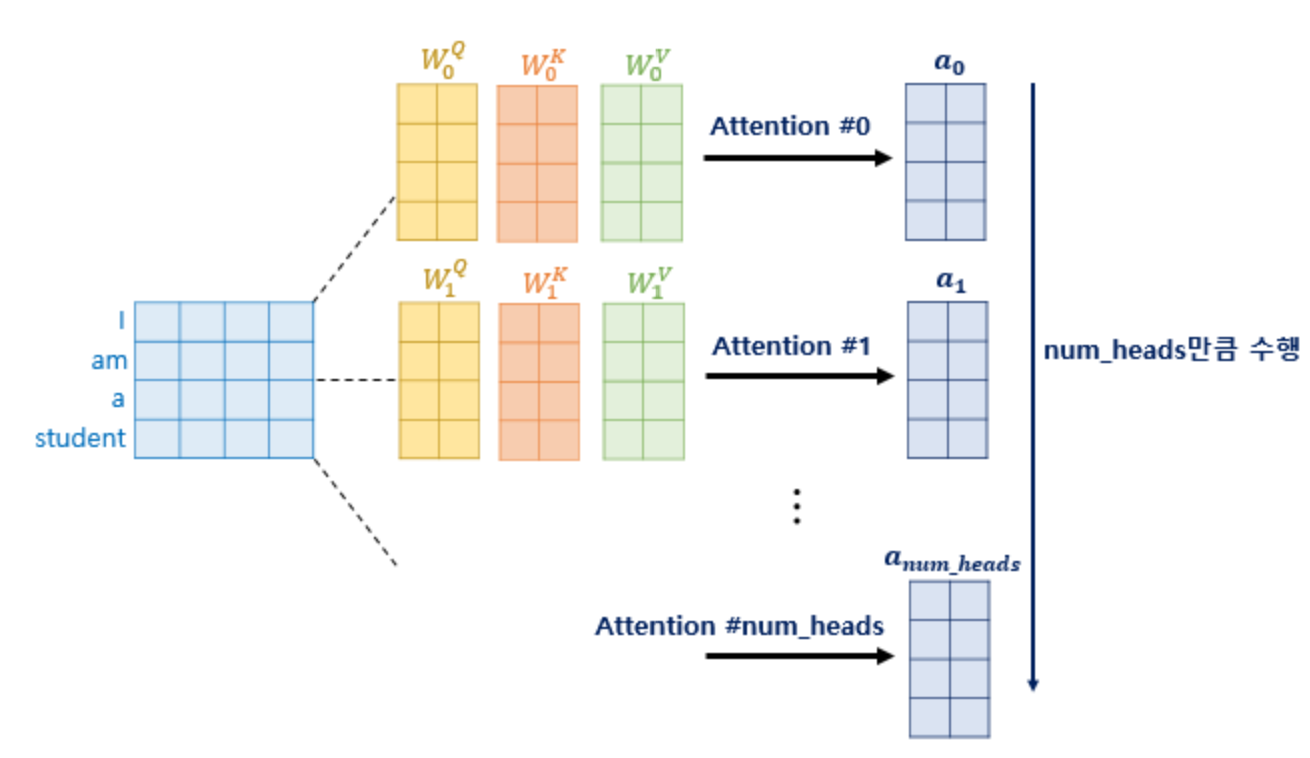 W_0^Q W_0^K W_0^V a_0
Attention #0
W_1^Q W_1^K W_1^V a_1
I
am
a
student
Attention #1
num_heads만큼 수행
⋮
a_num_heads
Attention #num_heads